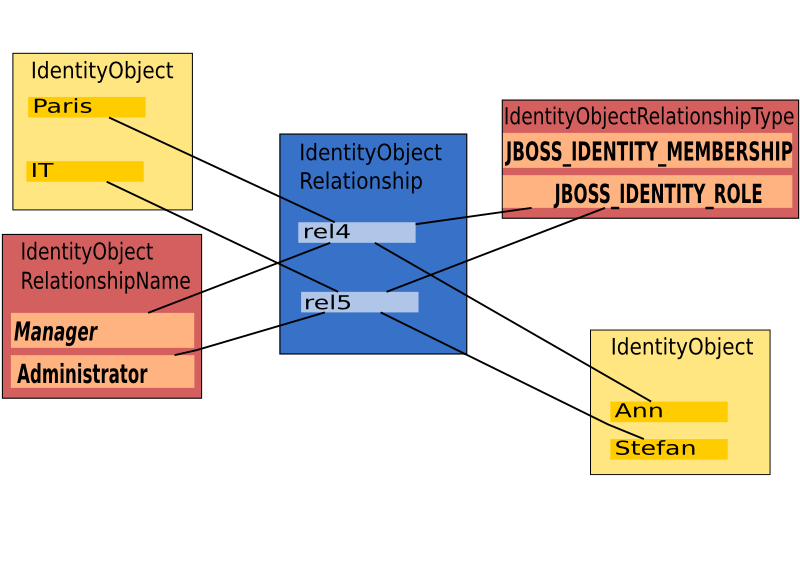 IdentityObject
Paris
IT
IdentityObject
RelationshipName
Manager
Administrator
IdentityObject
Relationship
rel4
rel5
IdentityObjectRelationshipType
JBOSS_IDENTITY_MEMBERSHIP
JBOSS_IDENTITY_ROLE
IdentityObject
Ann
Stefan